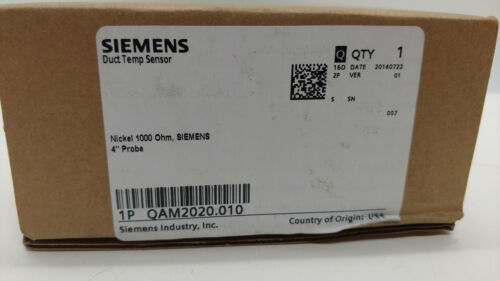 SIEMENS
Duct Temp Sensor
Q QTY 1
16D DATE 20140722
2P VER 01
S SN
007
Nickel 1000 Ohm, SIEMENS
4" Probe
1P QAM2020.010
Siemens Industry, Inc.
Country of Origin: USA